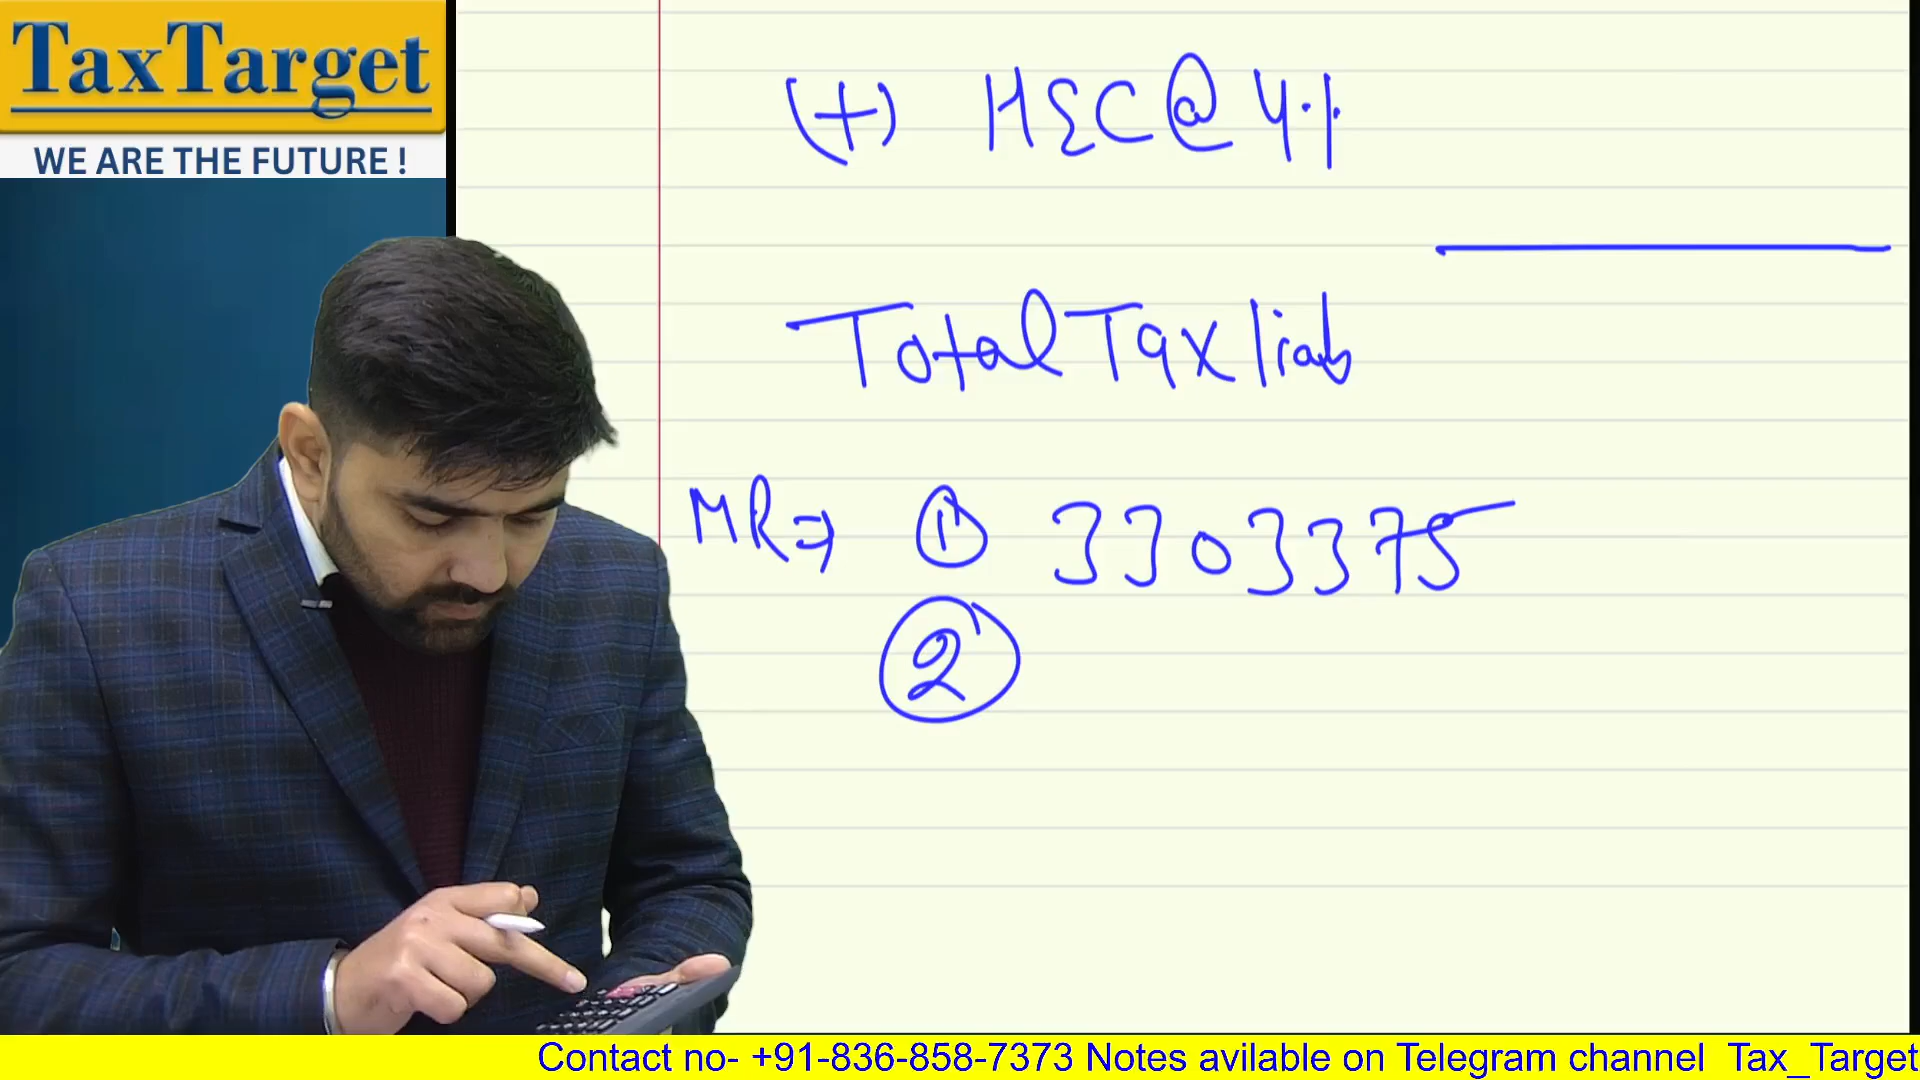 TaxTarget
WE ARE THE FUTURE !
(+) H&C @ 4%
Total Tax liab
MR ⇒ ① 3303375
②
Contact no- +91-836-858-7373 Notes avilable on Telegram channel Tax_Target